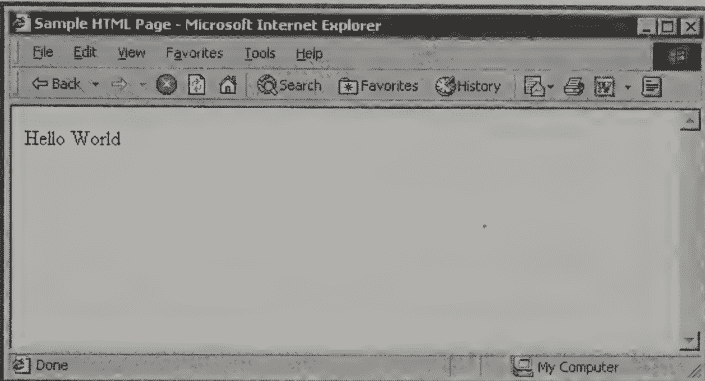 Sample HTML Page - Microsoft Internet Explorer
File Edit View Favorites Tools Help
Back Search Favorites History
Hello World
Done My Computer